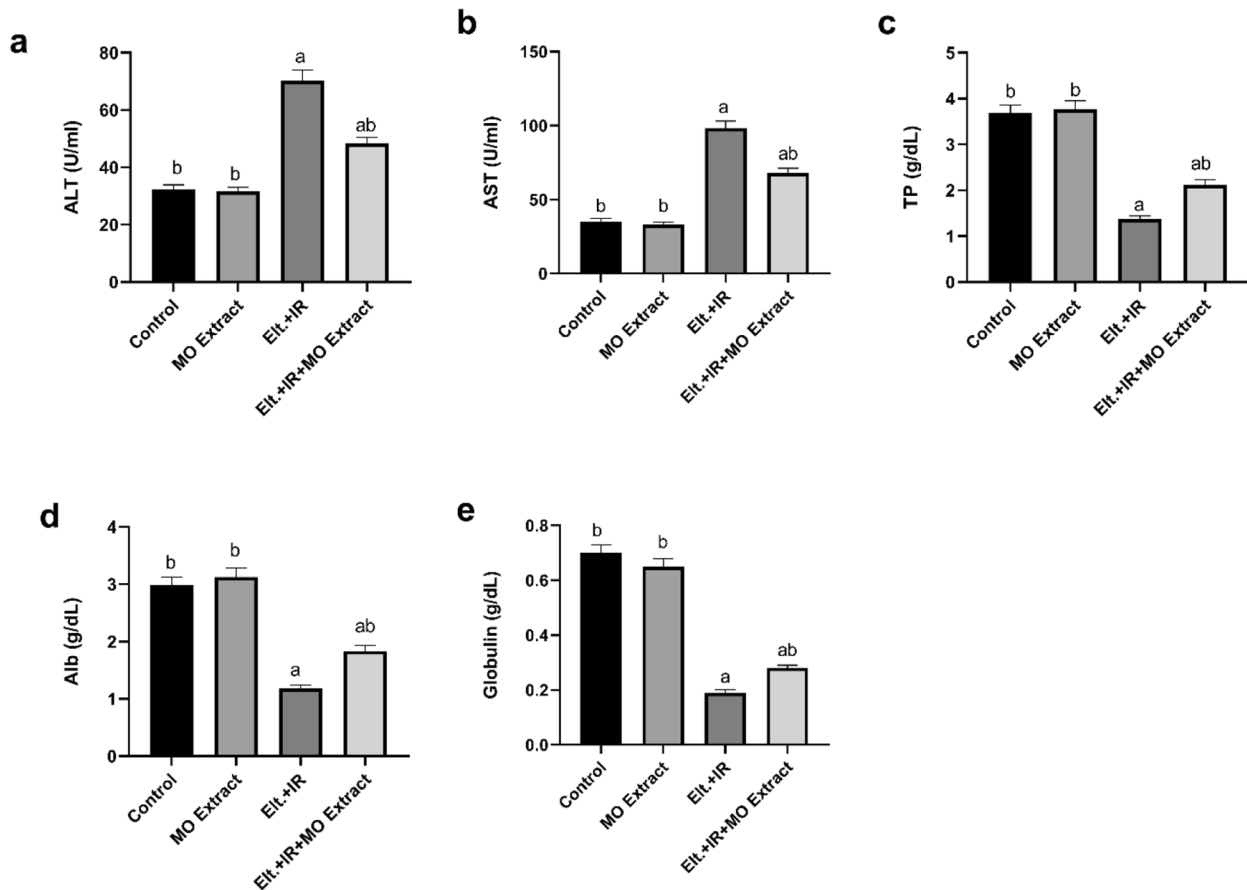 a
ALT (U/ml)
80
60
40
20
0
b
b
a
ab
Control
MO Extract
Elt.+IR
Elt.+IR+MO Extract
b
AST (U/ml)
150
100
50
0
b
b
a
ab
Control
MO Extract
Elt.+IR
Elt.+IR+MO Extract
c
TP (g/dL)
5
4
3
2
1
0
b
b
a
ab
Control
MO Extract
Elt.+IR
Elt.+IR+MO Extract
d
Alb (g/dL)
4
3
2
1
0
b
b
a
ab
Control
MO Extract
Elt.+IR
Elt.+IR+MO Extract
e
Globulin (g/dL)
0.8
0.6
0.4
0.2
0.0
b
b
a
ab
Control
MO Extract
Elt.+IR
Elt.+IR+MO Extract